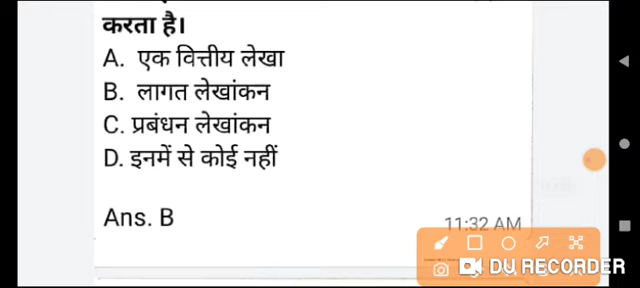 करता है।
A. एक वित्तीय लेखा
B. लागत लेखांकन
C. प्रबंधन लेखांकन
D. इनमें से कोई नहीं
Ans. B
11:32 AM
DU RECORDER